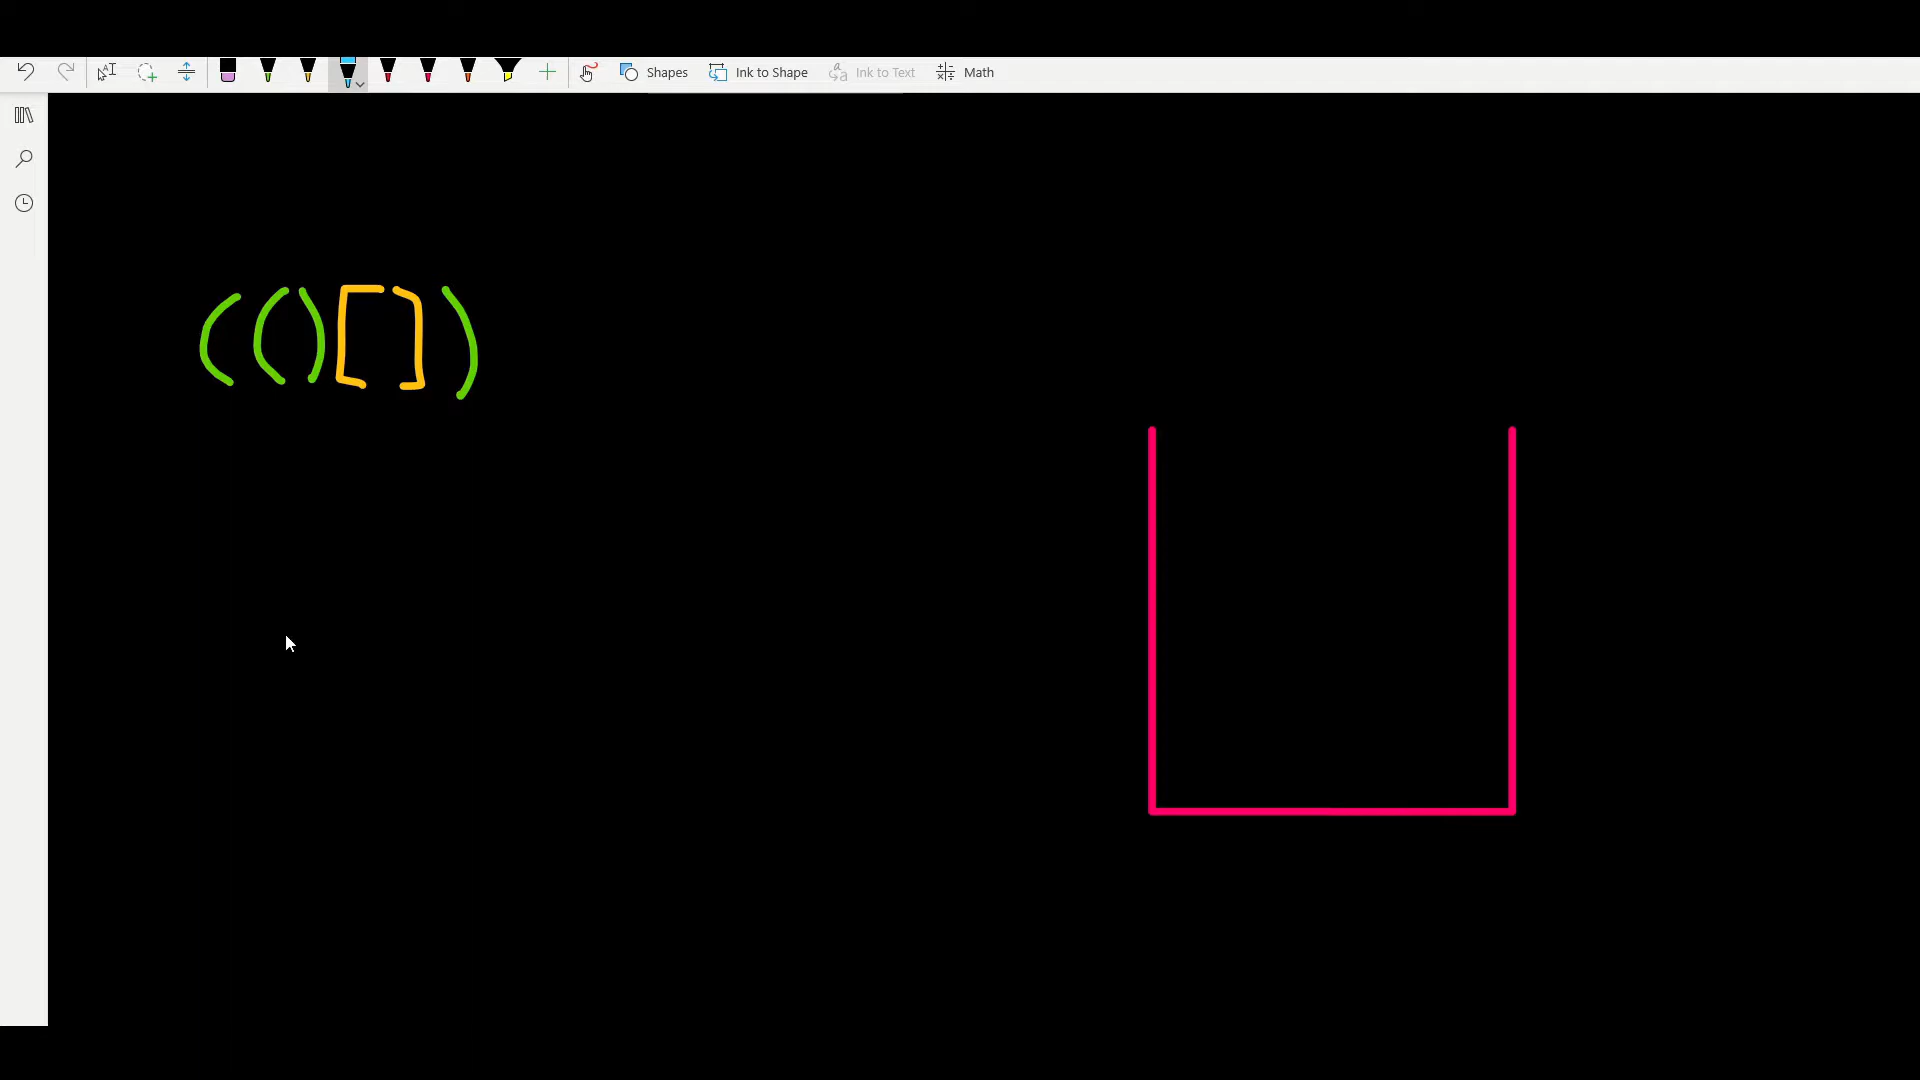 Shapes Ink to Shape Ink to Text Math
(()[])